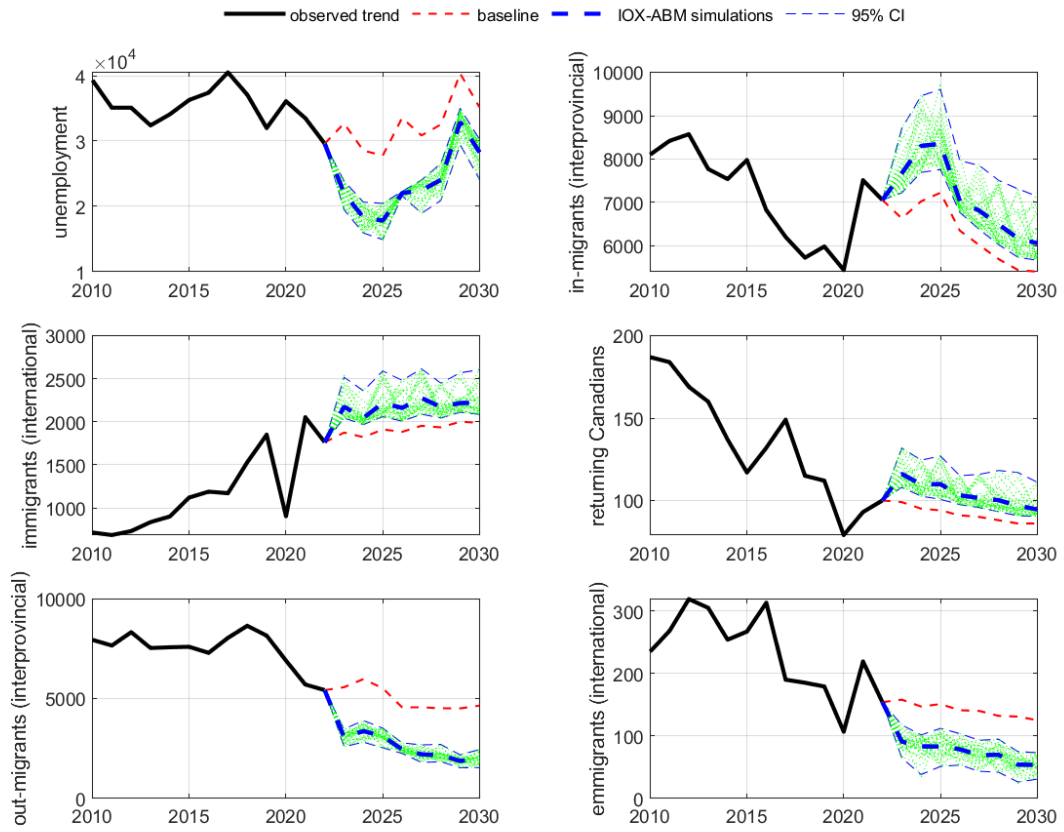 observed trend baseline IOX-ABM simulations 95% CI
×10⁴
unemployment
4
3
2
1
2010 2015 2020 2025 2030
in-migrants (interprovincial)
10000
9000
8000
7000
6000
2010 2015 2020 2025 2030
immigrants (international)
3000
2500
2000
1500
1000
2010 2015 2020 2025 2030
returning Canadians
200
150
100
2010 2015 2020 2025 2030
out-migrants (interprovincial)
10000
5000
0
2010 2015 2020 2025 2030
emmigrants (international)
300
200
100
0
2010 2015 2020 2025 2030